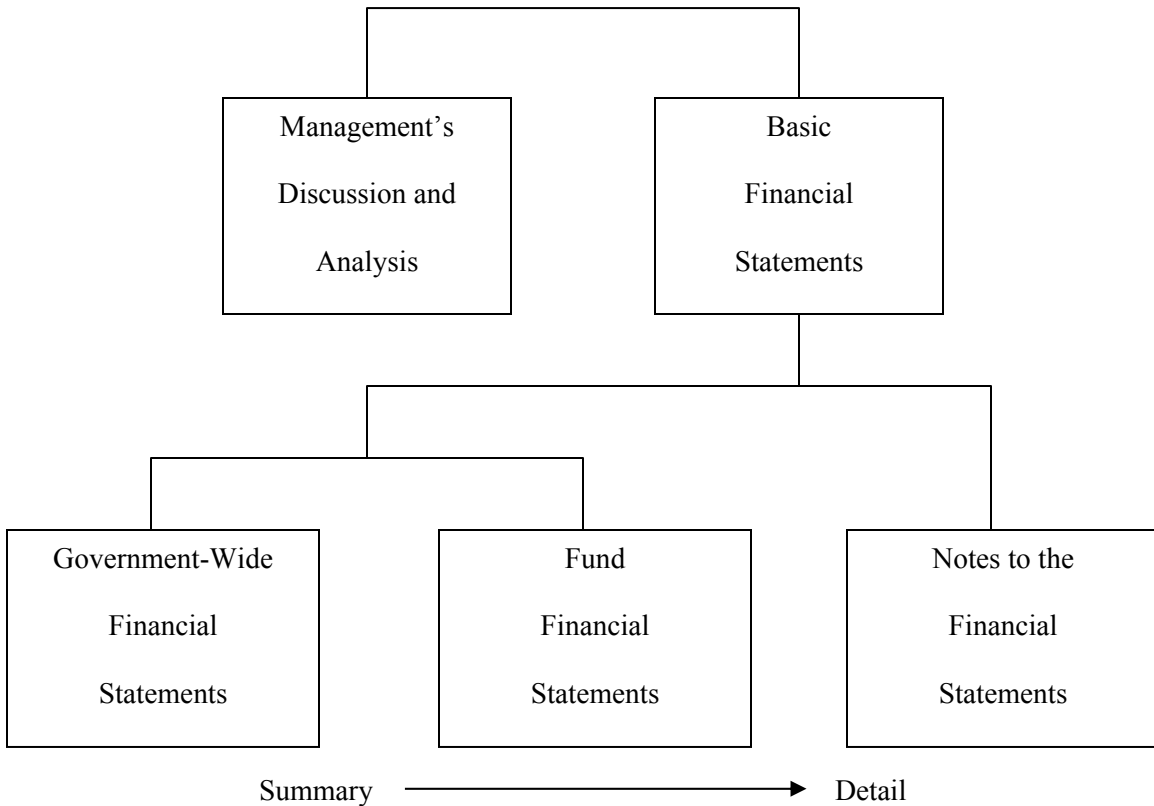 Management’s
Discussion and
Analysis
Basic
Financial
Statements
Government-Wide
Financial
Statements
Fund
Financial
Statements
Notes to the
Financial
Statements
Summary
Detail